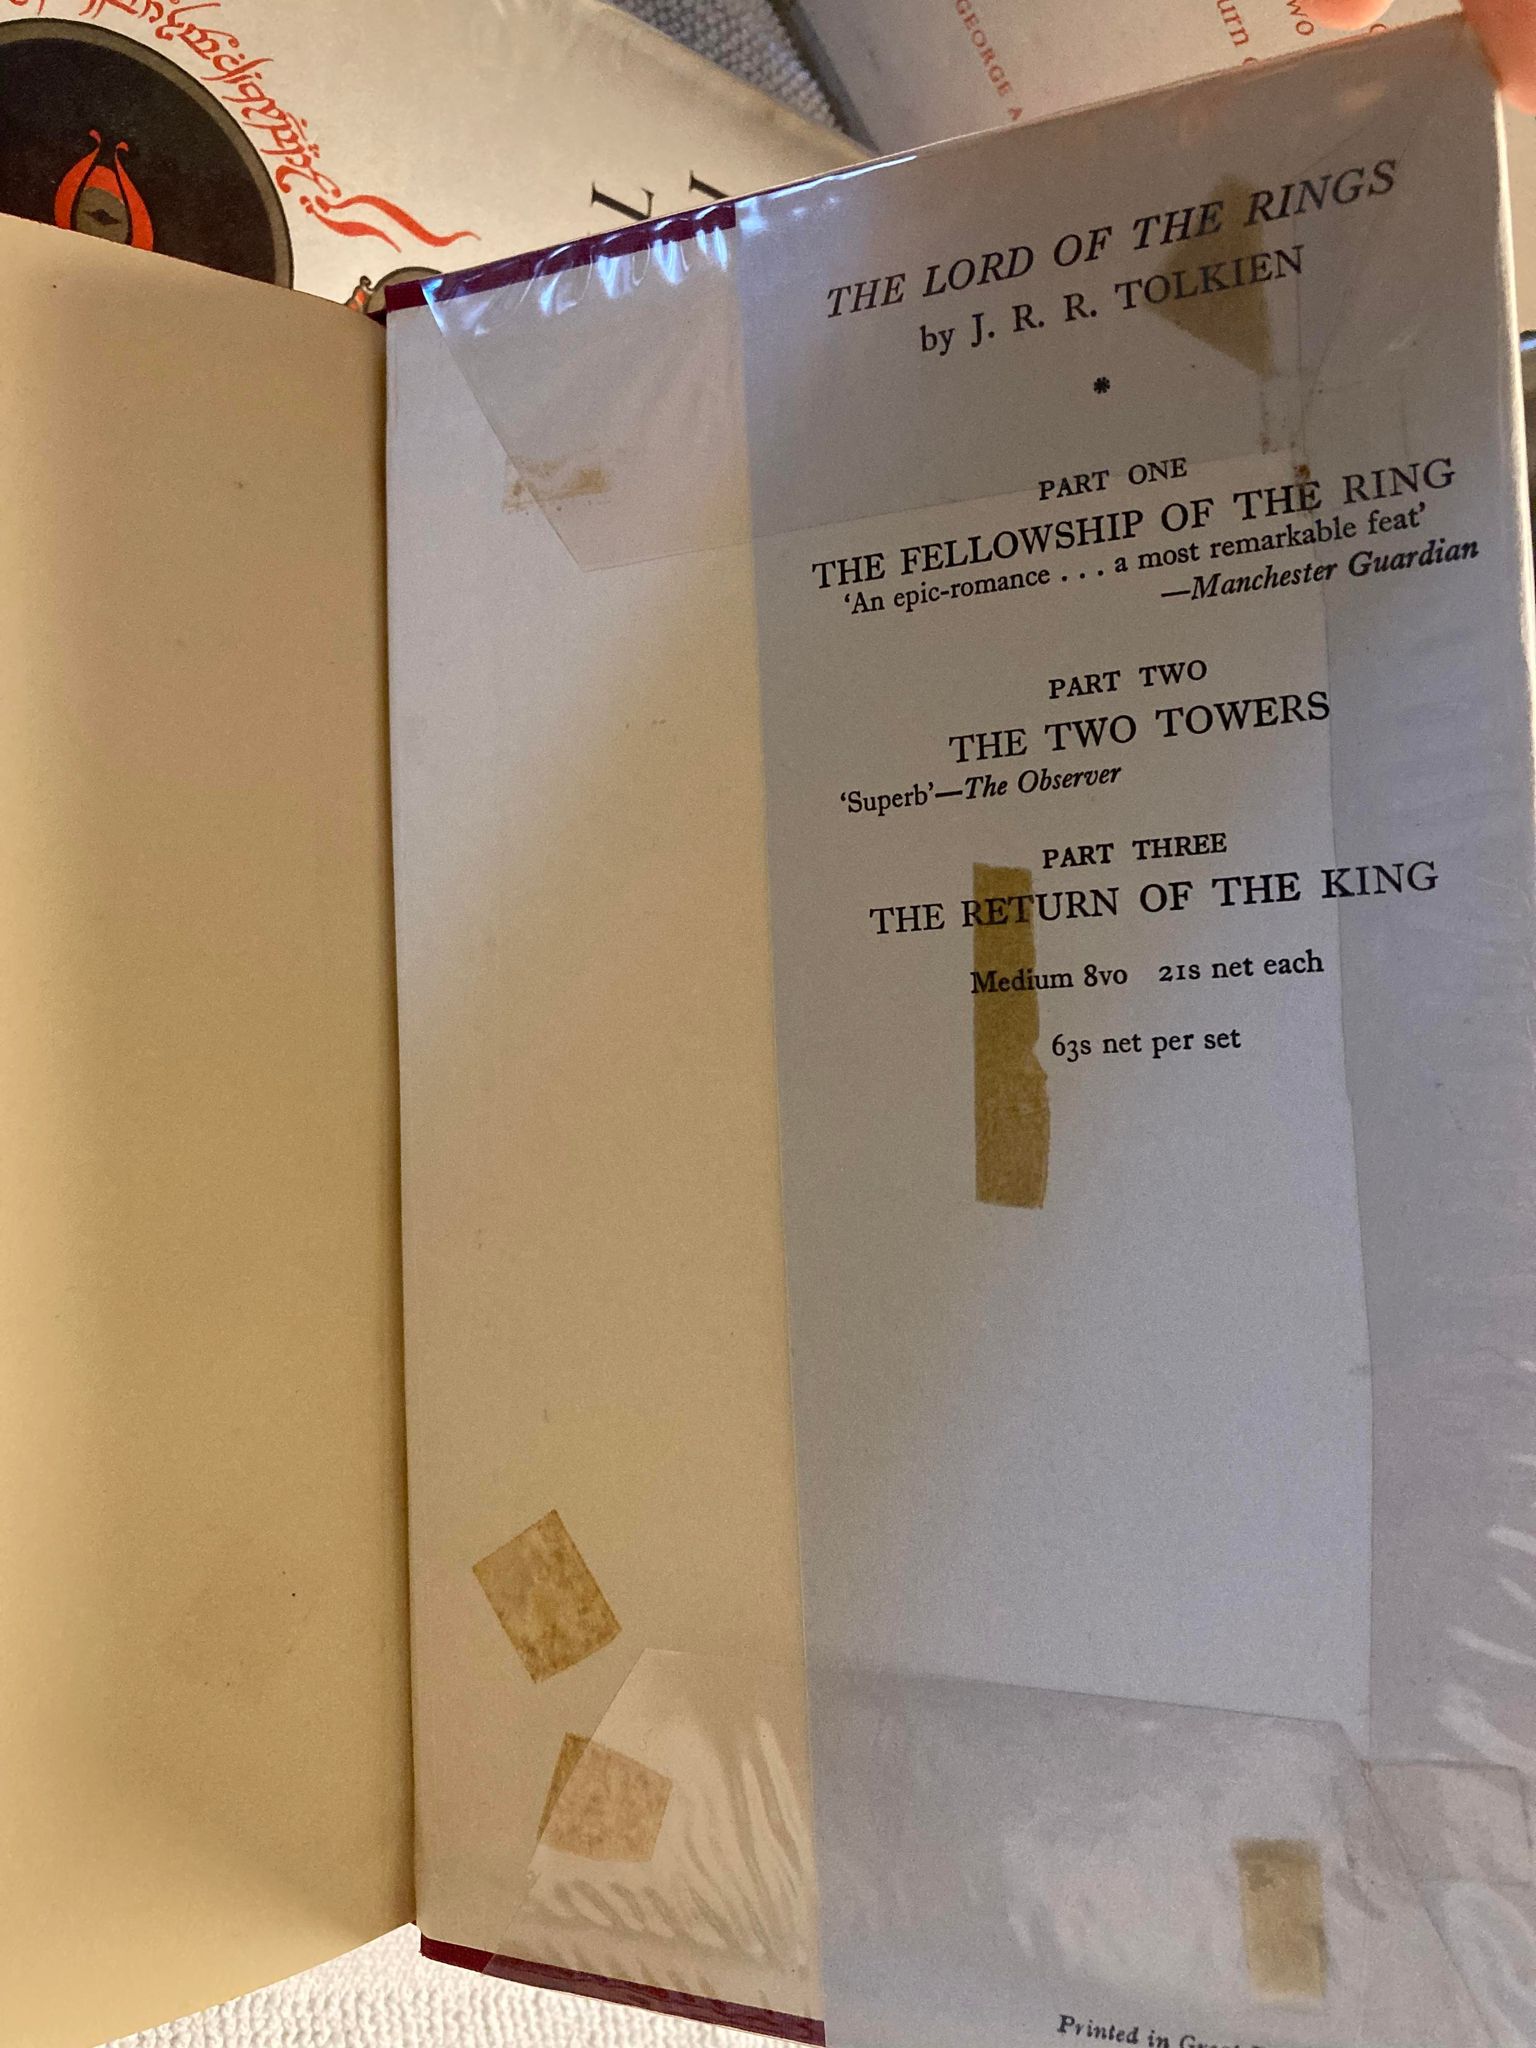 GEORGE A
THE LORD OF THE RINGS
by J. R. R. TOLKIEN
*
PART ONE
THE FELLOWSHIP OF THE RING
‘An epic-romance . . . a most remarkable feat’
—Manchester Guardian
PART TWO
THE TWO TOWERS
‘Superb’—The Observer
PART THREE
THE RETURN OF THE KING
Medium 8vo 21s net each
63s net per set
Printed in